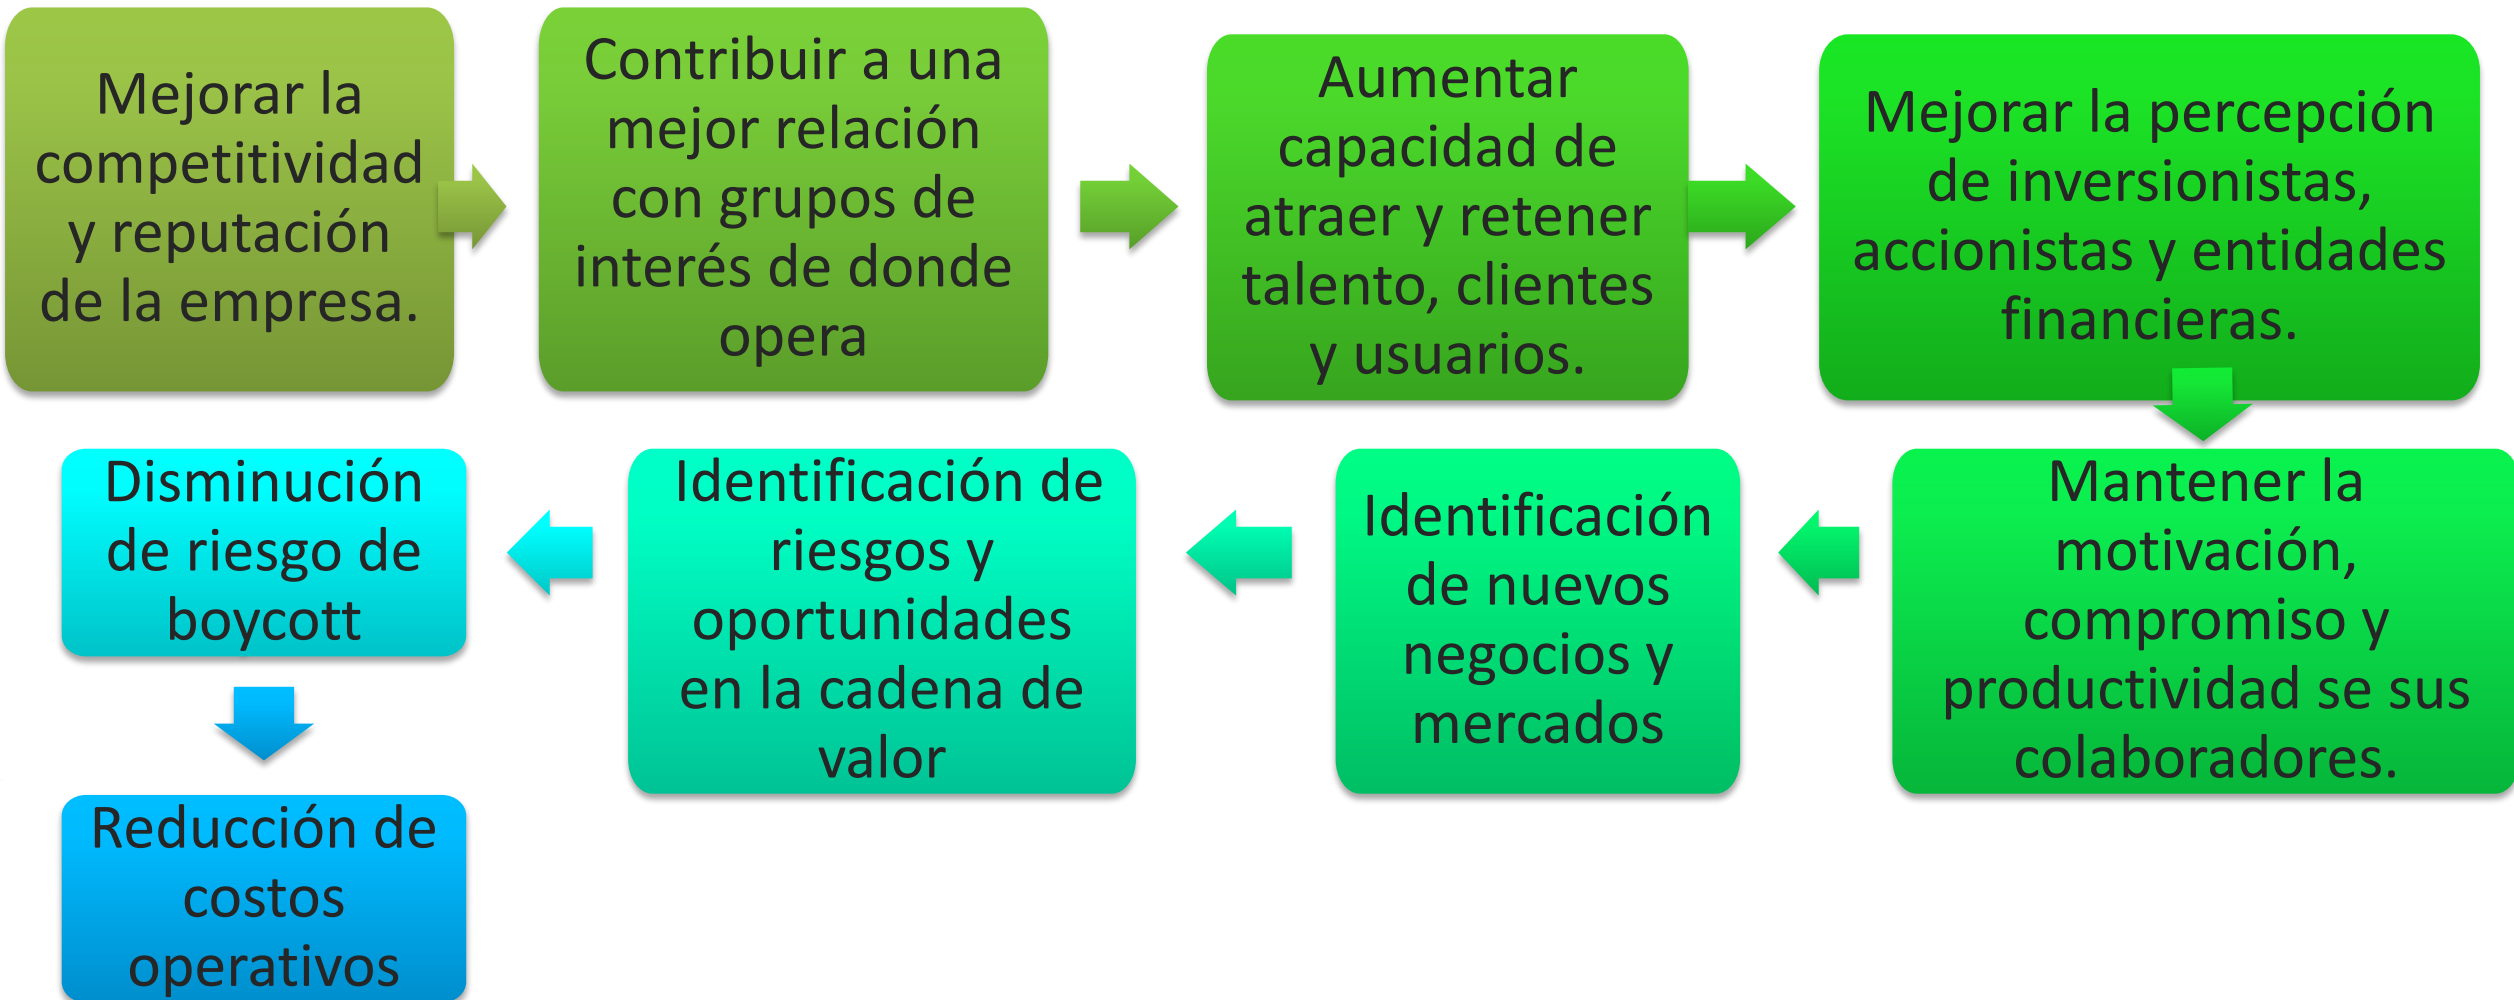 Mejorar la
competitividad
y reputación
de la empresa.
Contribuir a una
mejor relación
con grupos de
interés de donde
opera
Aumentar
capacidad de
atraer y retener
talento, clientes
y usuarios.
Mejorar la percepción
de inversionistas,
accionistas y entidades
financieras.
Mantener la
motivación,
compromiso y
productividad se sus
colaboradores.
Identificación
de nuevos
negocios y
mercados
Identificación de
riesgos y
oportunidades
en la cadena de
valor
Disminución
de riesgo de
boycott
Reducción de
costos
operativos